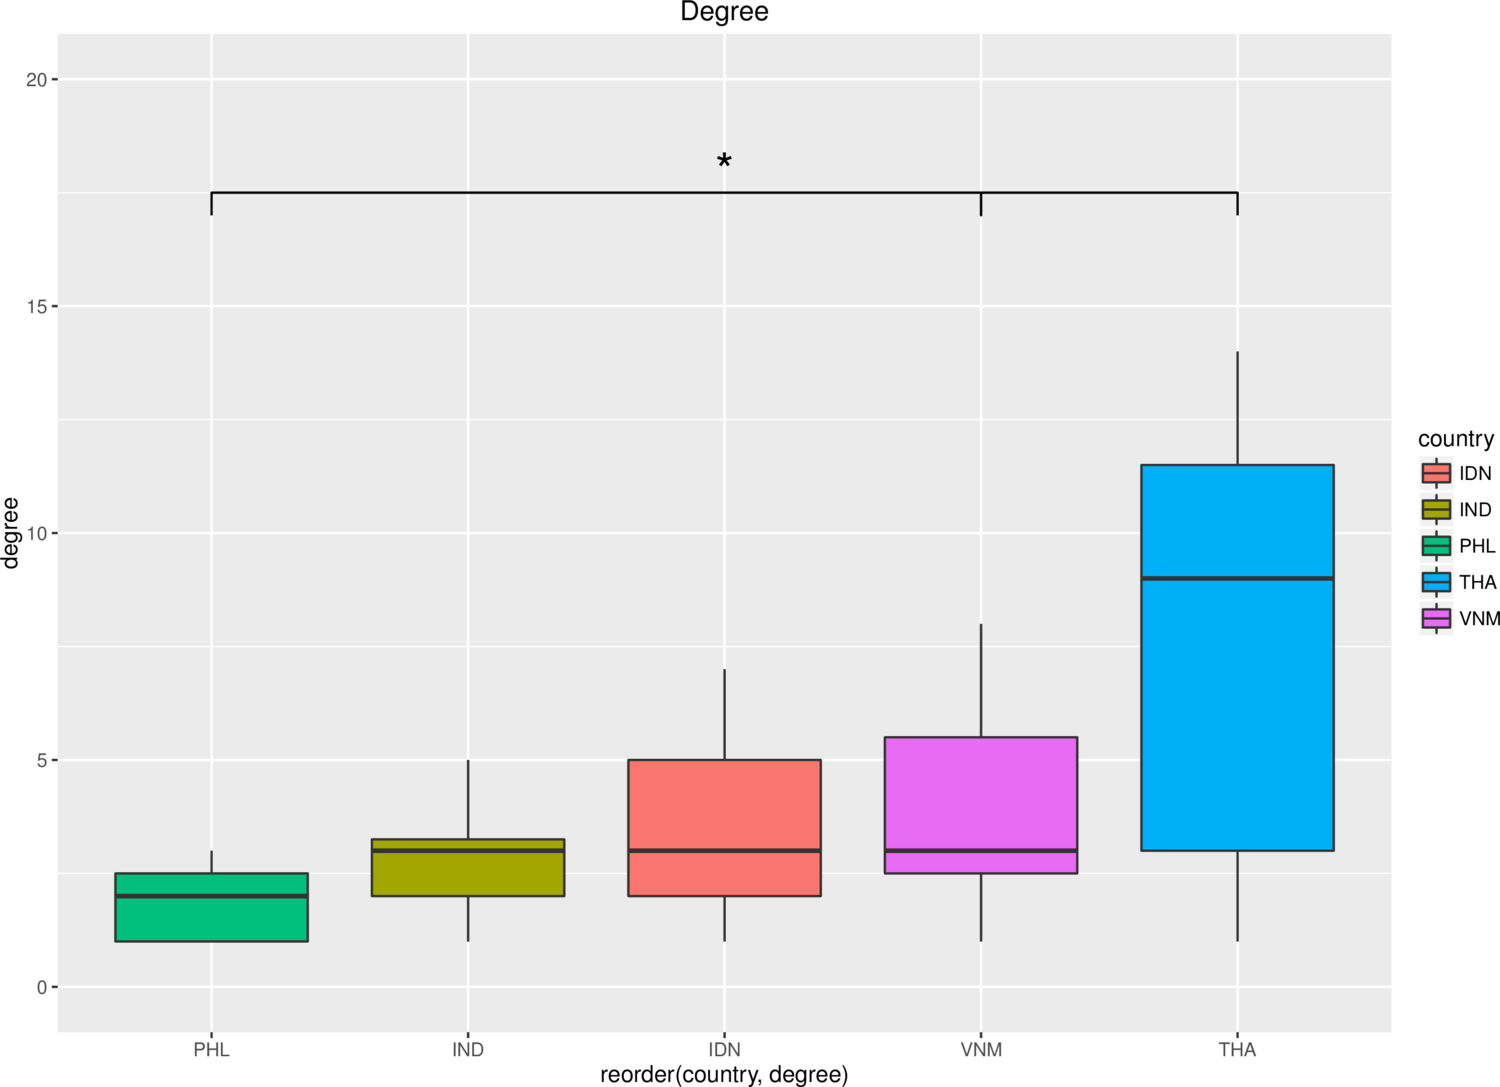 Degree
20
15
10
5
0
degree
*
PHL
IND
IDN
VNM
THA
reorder(country, degree)
country
IDN
IND
PHL
THA
VNM